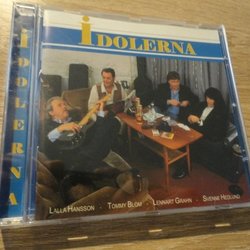 iDOLERNA
iDOLERNA
LALLA HANSSON · TOMMY BLOM · LENNART GRAHN · SVENNE HEDLUND